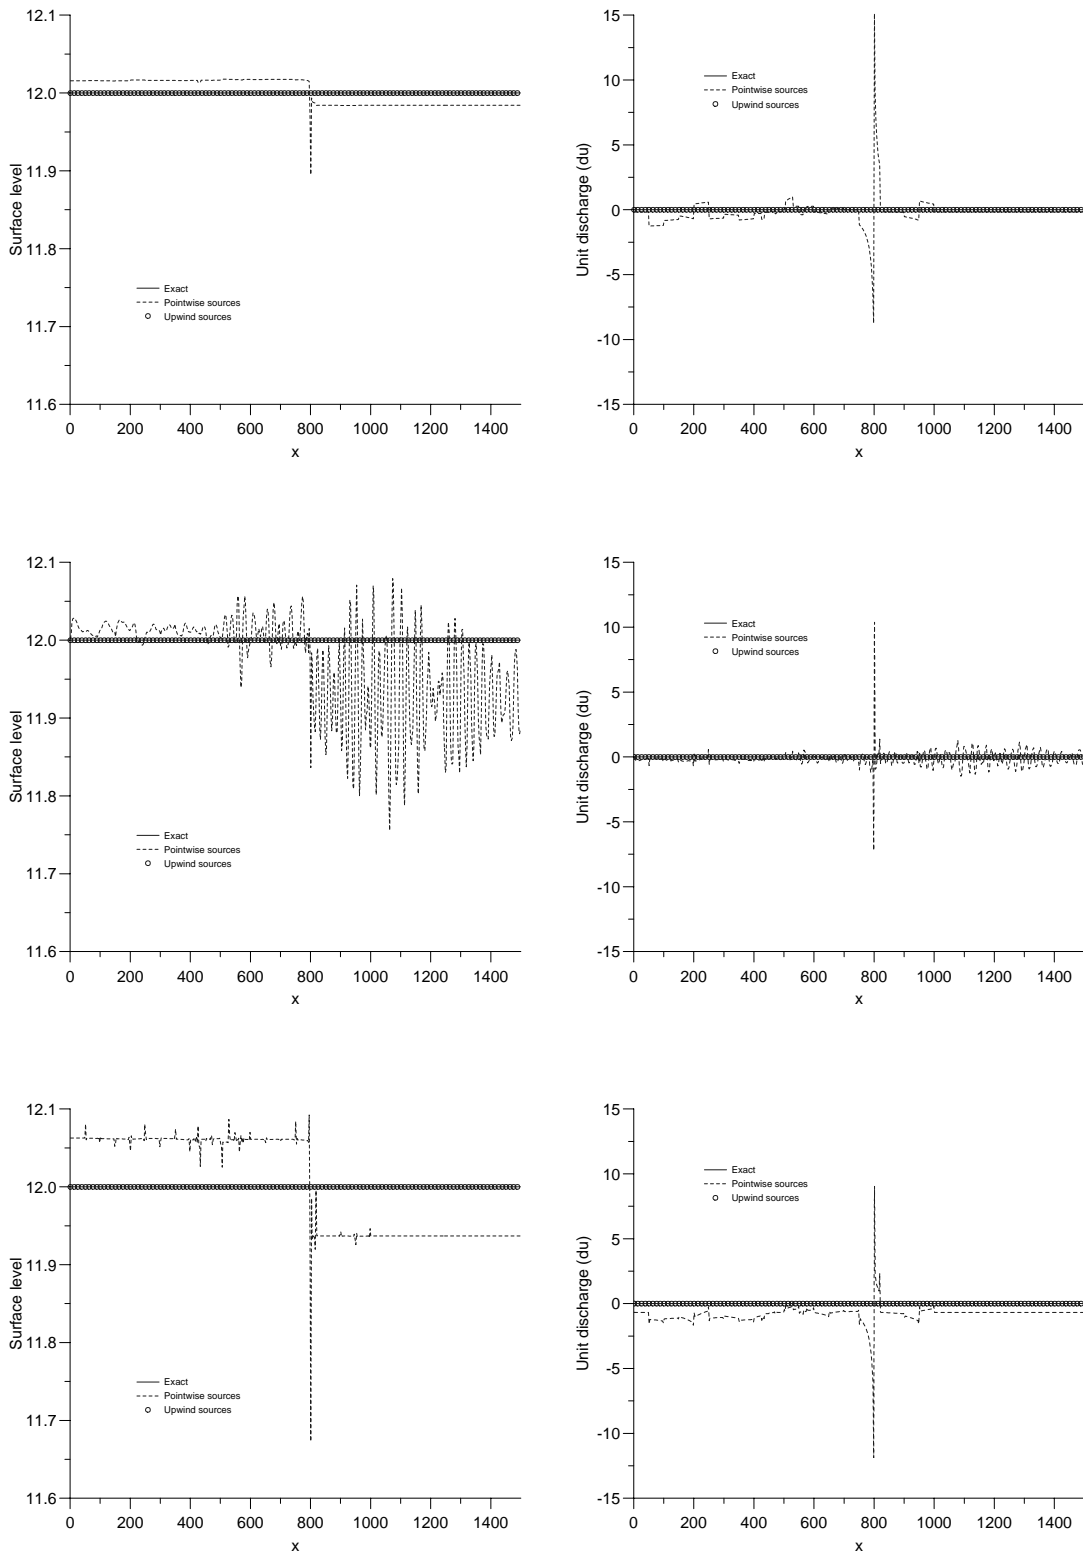 12.1
12.0
11.9
11.8
11.7
11.6
Surface level
Exact
Pointwise sources
Upwind sources
0 200 400 600 800 1000 1200 1400
x
15
10
5
0
-5
-10
-15
Unit discharge (du)
Exact
Pointwise sources
Upwind sources
0 200 400 600 800 1000 1200 1400
x
12.1
12.0
11.9
11.8
11.7
11.6
Surface level
Exact
Pointwise sources
Upwind sources
0 200 400 600 800 1000 1200 1400
x
15
10
5
0
-5
-10
-15
Unit discharge (du)
Exact
Pointwise sources
Upwind sources
0 200 400 600 800 1000 1200 1400
x
12.1
12.0
11.9
11.8
11.7
11.6
Surface level
Exact
Pointwise sources
Upwind sources
0 200 400 600 800 1000 1200 1400
x
15
10
5
0
-5
-10
-15
Unit discharge (du)
Exact
Pointwise sources
Upwind sources
0 200 400 600 800 1000 1200 1400
x